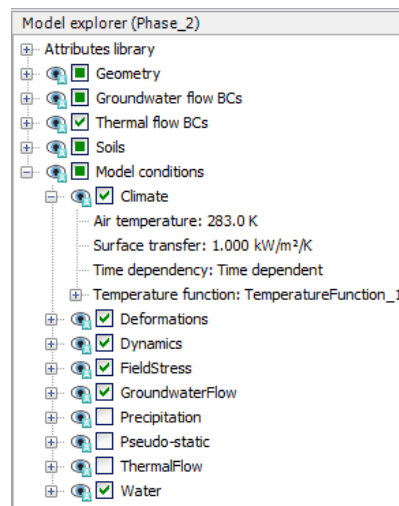 Model explorer (Phase_2)
Attributes library
Geometry
Groundwater flow BCs
Thermal flow BCs
Soils
Model conditions
Climate
Air temperature: 283.0 K
Surface transfer: 1.000 kW/m²/K
Time dependency: Time dependent
Temperature function: TemperatureFunction_1
Deformations
Dynamics
FieldStress
GroundwaterFlow
Precipitation
Pseudo-static
ThermalFlow
Water